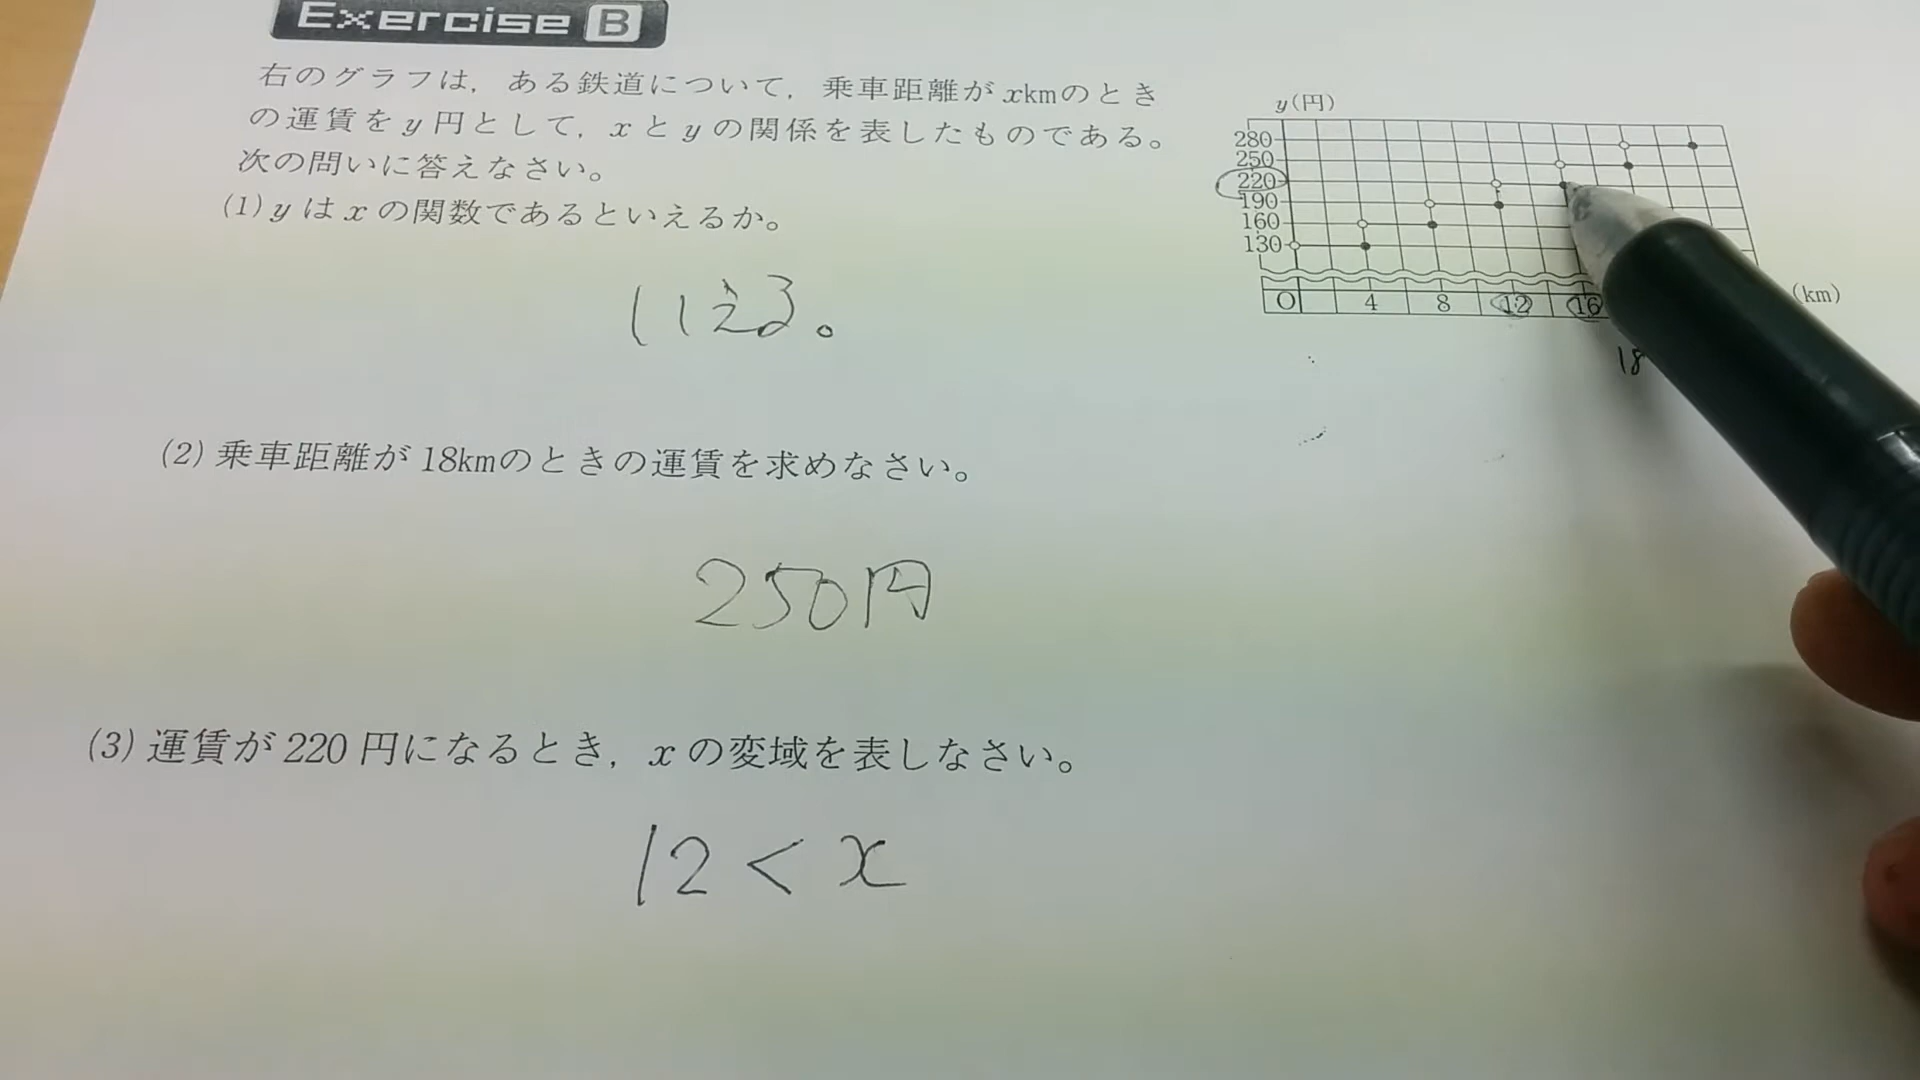 Exercise B
右のグラフは，ある鉄道について，乗車距離がxkmのとき
の運賃をy円として，xとyの関係を表したものである。
次の問いに答えなさい。
(1) yはxの関数であるといえるか。
いえる。
(2) 乗車距離が18kmのときの運賃を求めなさい。
250円
(3) 運賃が220円になるとき，xの変域を表しなさい。
12<x
y(円)
280
250
220
190
160
130
O 4 8 12 16 (km)
18